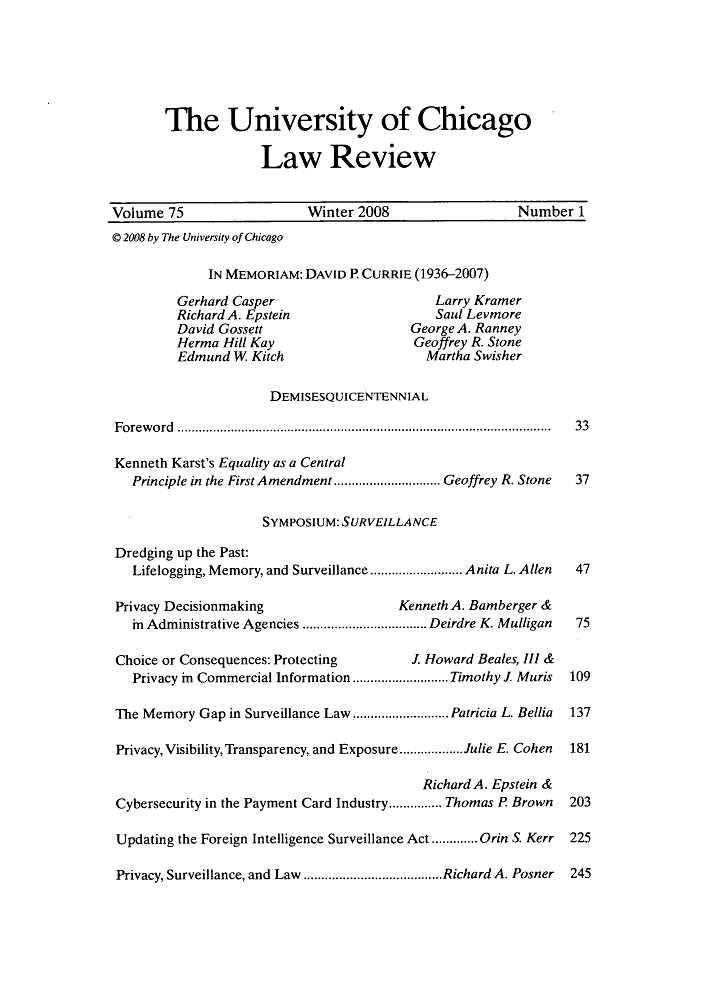 The University of Chicago
Law Review
Volume 75 Winter 2008 Number 1
© 2008 by The University of Chicago
IN MEMORIAM: DAVID P. CURRIE (1936–2007)
Gerhard Casper Larry Kramer
Richard A. Epstein Saul Levmore
David Gossett George A. Ranney
Herma Hill Kay Geoffrey R. Stone
Edmund W. Kitch Martha Swisher
DEMISESQUICENTENNIAL
Foreword ........................................................................................................ 33
Kenneth Karst's Equality as a Central
Principle in the First Amendment.............................. Geoffrey R. Stone 37
SYMPOSIUM: SURVEILLANCE
Dredging up the Past:
Lifelogging, Memory, and Surveillance .......................... Anita L. Allen 47
Privacy Decisionmaking Kenneth A. Bamberger &
in Administrative Agencies ................................... Deirdre K. Mulligan 75
Choice or Consequences: Protecting J. Howard Beales, III &
Privacy in Commercial Information ........................... Timothy J. Muris 109
The Memory Gap in Surveillance Law ........................... Patricia L. Bellia 137
Privacy, Visibility, Transparency, and Exposure .................. Julie E. Cohen 181
Richard A. Epstein &
Cybersecurity in the Payment Card Industry ............... Thomas P. Brown 203
Updating the Foreign Intelligence Surveillance Act ............. Orin S. Kerr 225
Privacy, Surveillance, and Law ....................................... Richard A. Posner 245